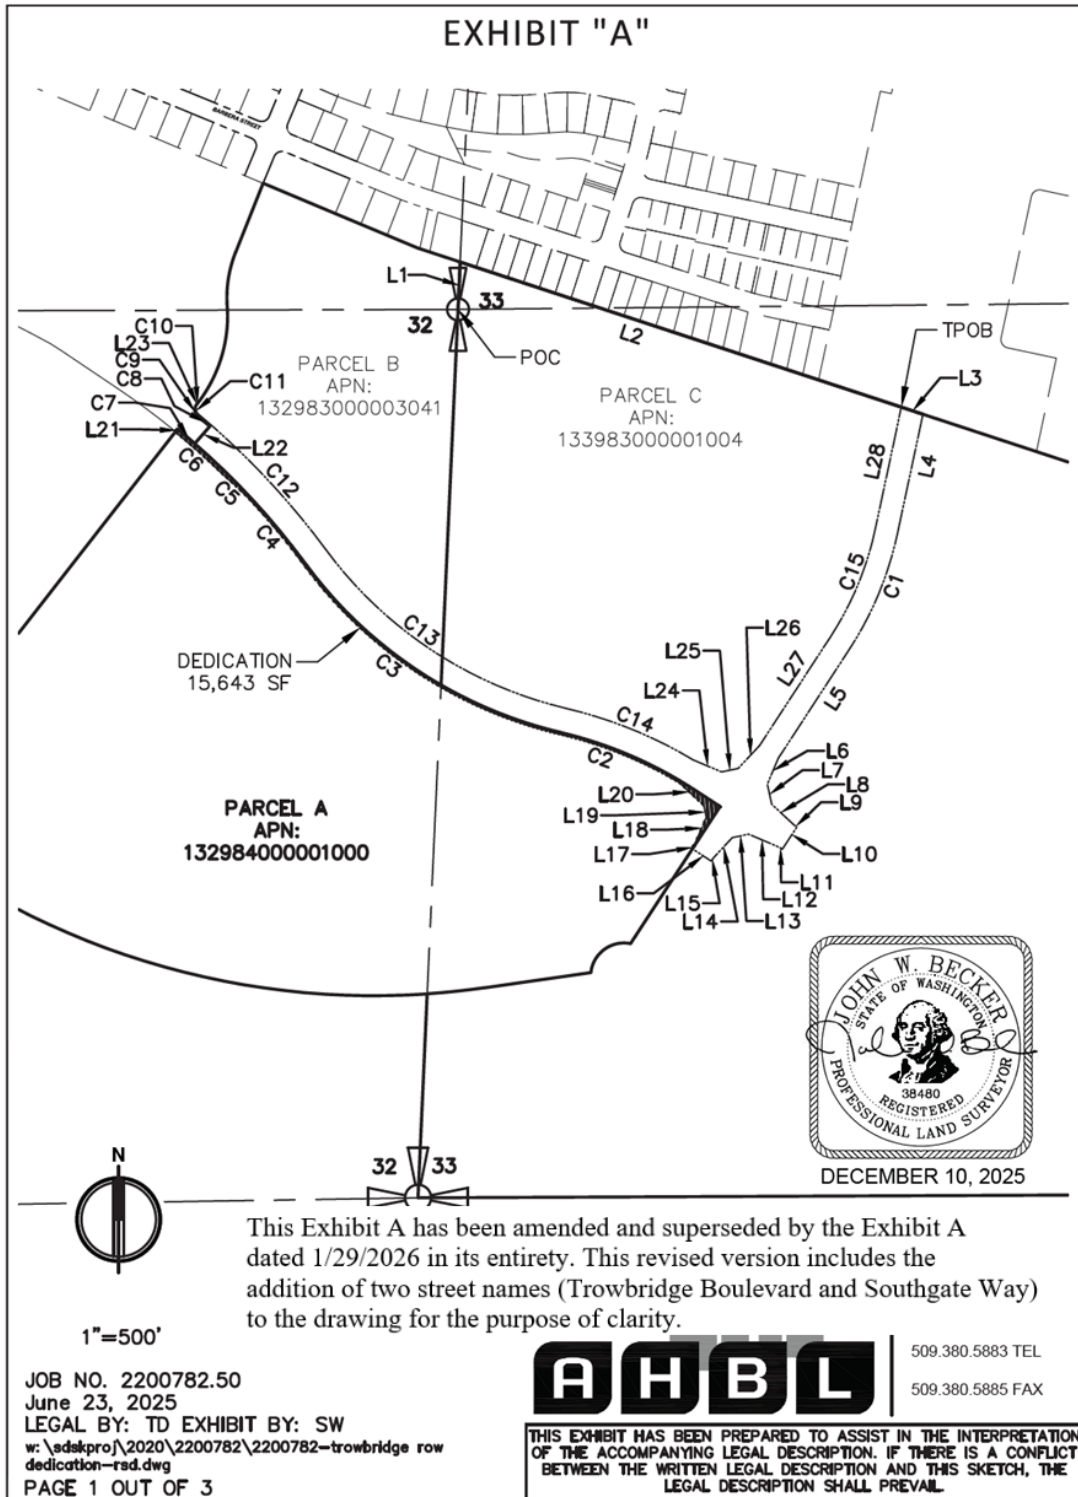 EXHIBIT "A"
BARBERA STREET
L1
33
32
POC
L2
TPOB
L3
C10
L23
C9
C8
C7
L21
C11
L22
C6
C5
C4
C12
PARCEL B
APN:
132983000003041
PARCEL C
APN:
133983000001004
L28
L4
C15
C1
C13
C3
DEDICATION
15,643 SF
L26
L25
L24
L27
L5
C14
C2
L6
L7
L8
L9
L10
L11
L12
L13
L14
L15
L16
L17
L18
L19
L20
PARCEL A
APN:
132984000001000
JOHN W. BECKER
STATE OF WASHINGTON
38480
REGISTERED
PROFESSIONAL LAND SURVEYOR
DECEMBER 10, 2025
N
32
33
This Exhibit A has been amended and superseded by the Exhibit A
dated 1/29/2026 in its entirety. This revised version includes the
addition of two street names (Trowbridge Boulevard and Southgate Way)
to the drawing for the purpose of clarity.
1"=500'
JOB NO. 2200782.50
June 23, 2025
LEGAL BY: TD EXHIBIT BY: SW
w:\sdskproj\2020\2200782\2200782-trowbridge row
dedication-rsd.dwg
PAGE 1 OUT OF 3
AHBL
509.380.5883 TEL
509.380.5885 FAX
THIS EXHIBIT HAS BEEN PREPARED TO ASSIST IN THE INTERPRETATION
OF THE ACCOMPANYING LEGAL DESCRIPTION. IF THERE IS A CONFLICT
BETWEEN THE WRITTEN LEGAL DESCRIPTION AND THIS SKETCH, THE
LEGAL DESCRIPTION SHALL PREVAIL.